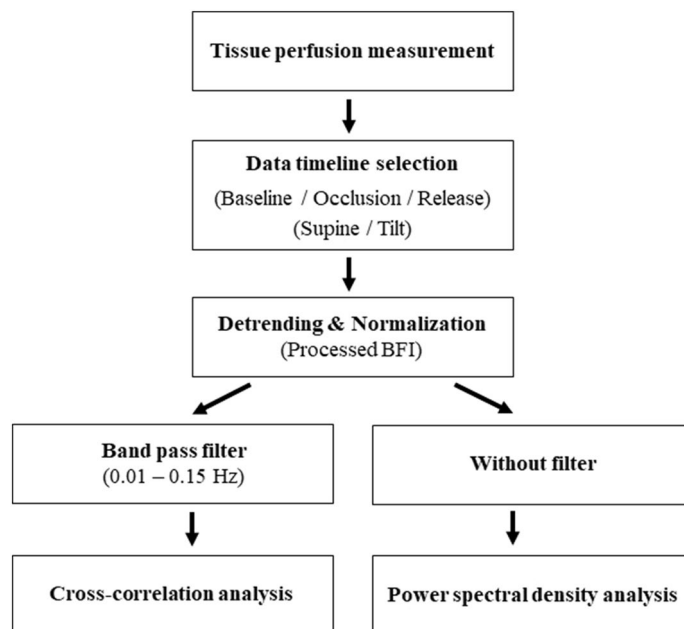 Tissue perfusion measurement
Data timeline selection
(Baseline / Occlusion / Release)
(Supine / Tilt)
Detrending & Normalization
(Processed BFI)
Band pass filter
(0.01 – 0.15 Hz)
Without filter
Cross-correlation analysis
Power spectral density analysis